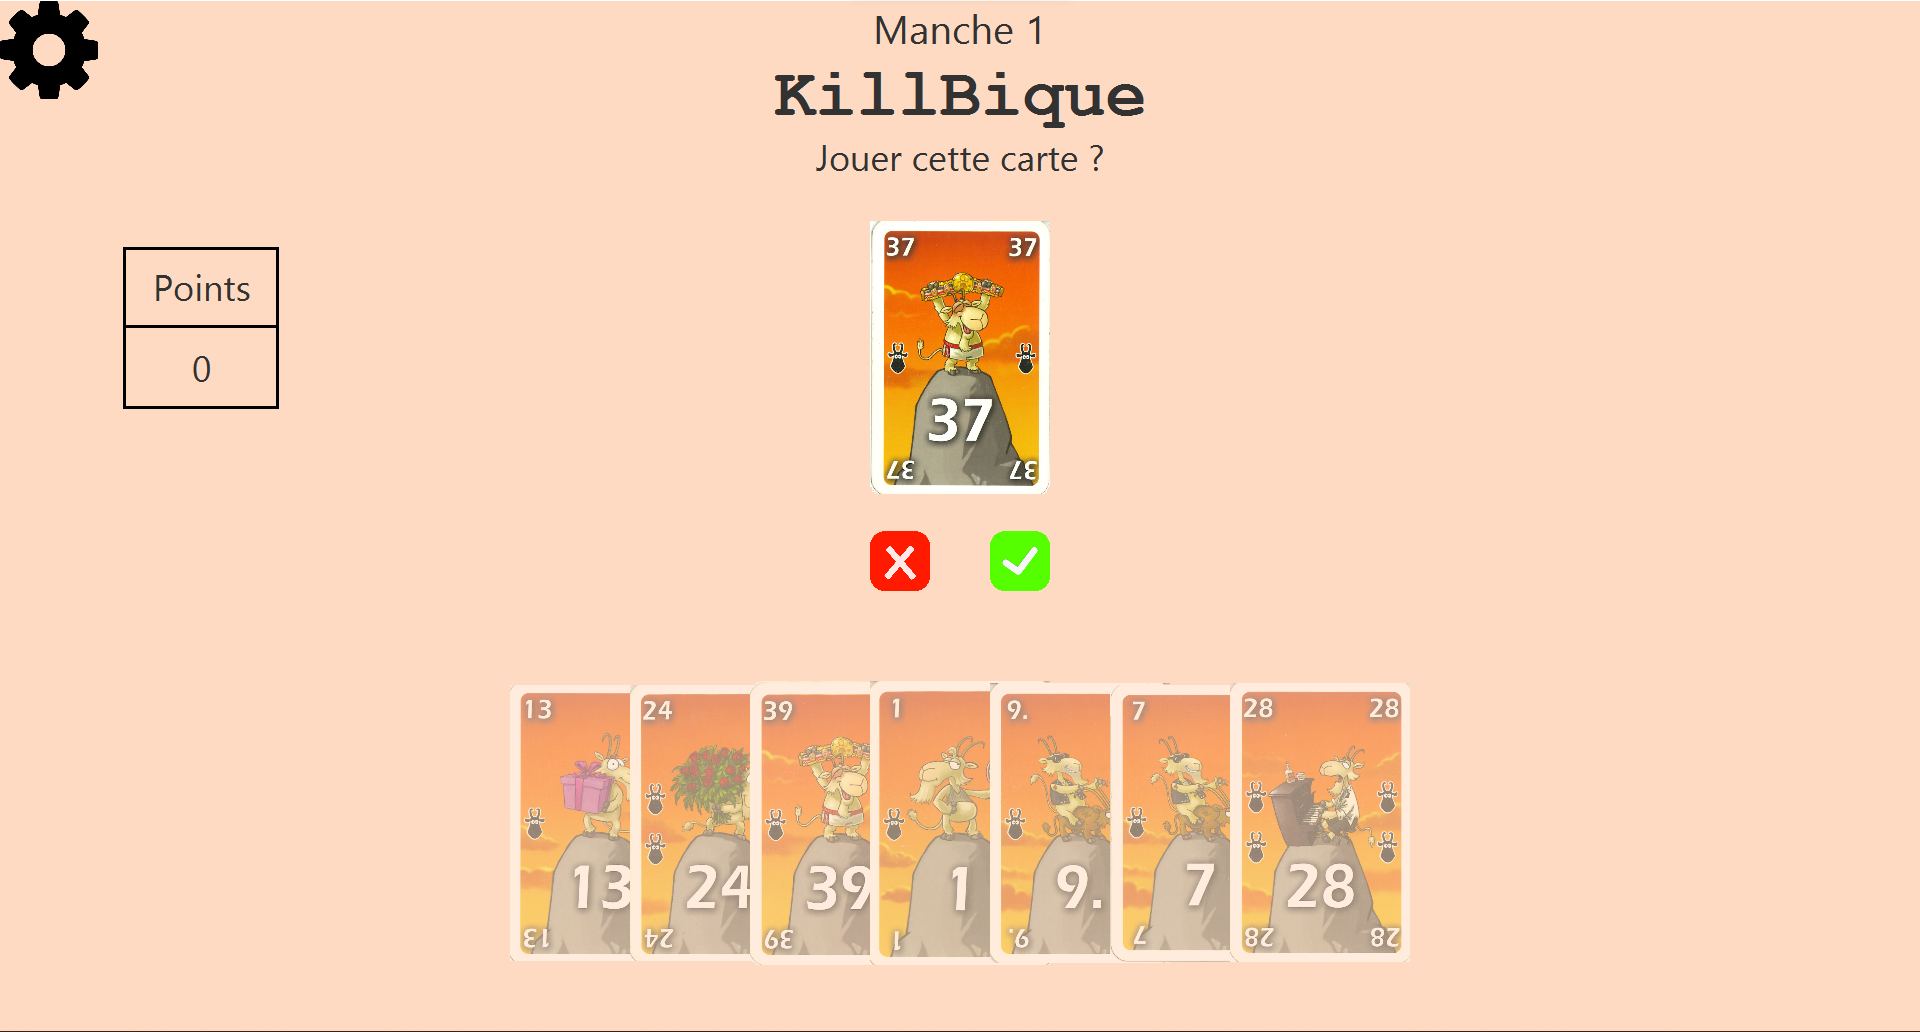 Manche 1
KillBique
Jouer cette carte ?
Points
0
37 37
37
37 37
13 24 39 1 9. 7 28 28
13 24 39 1 9. 7 28
13 24 39 1 9. 7 28 28